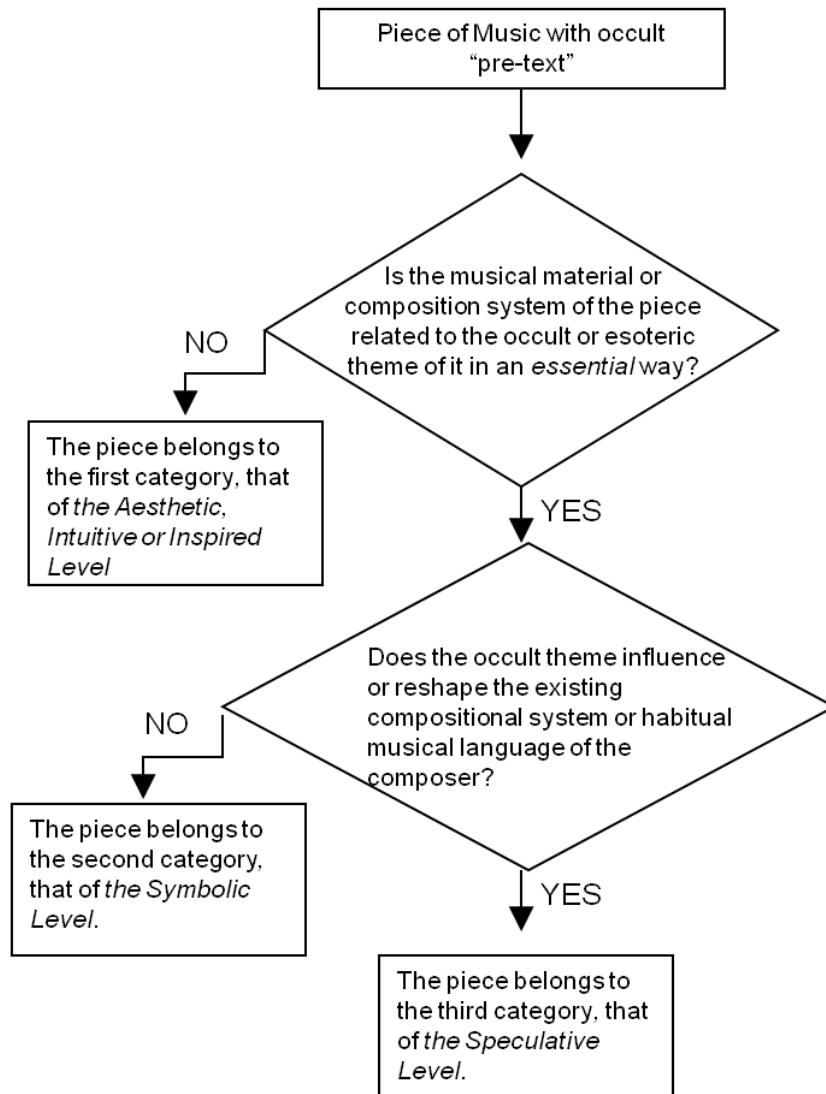 Piece of Music with occult
“pre-text”
Is the musical material or
composition system of the piece
related to the occult or esoteric
theme of it in an essential way?
NO
The piece belongs to
the first category, that
of the Aesthetic,
Intuitive or Inspired
Level
YES
Does the occult theme influence
or reshape the existing
compositional system or habitual
musical language of the
composer?
NO
The piece belongs to
the second category,
that of the Symbolic
Level.
YES
The piece belongs to
the third category, that
of the Speculative
Level.